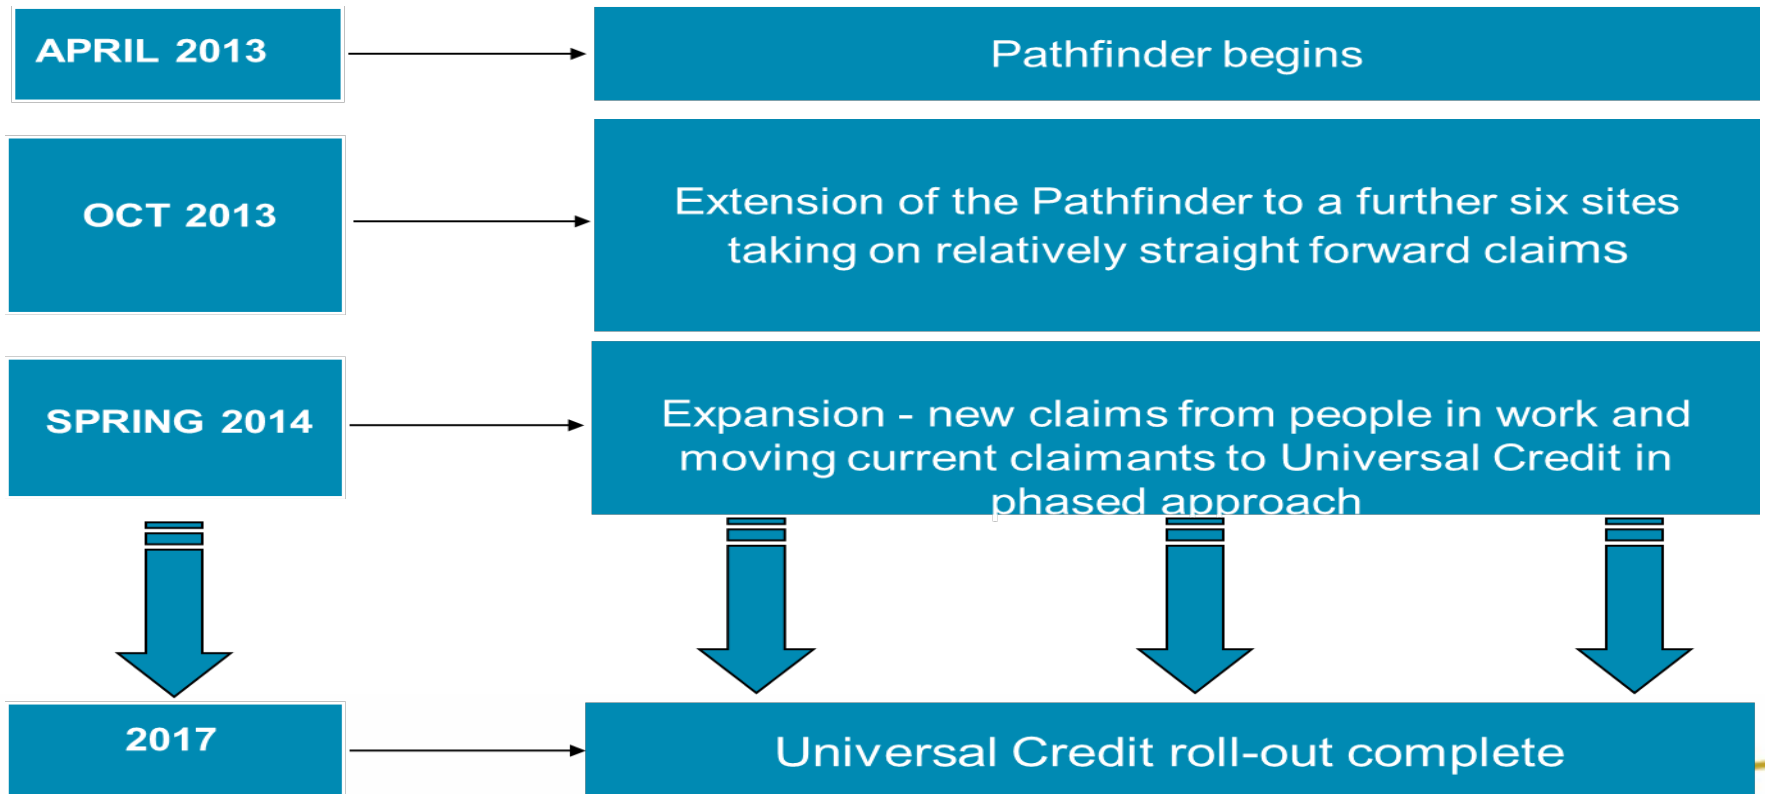 APRIL 2013
Pathfinder begins
OCT 2013
Extension of the Pathfinder to a further six sites
taking on relatively straight forward claims
SPRING 2014
Expansion - new claims from people in work and
moving current claimants to Universal Credit in
phased approach
2017
Universal Credit roll-out complete